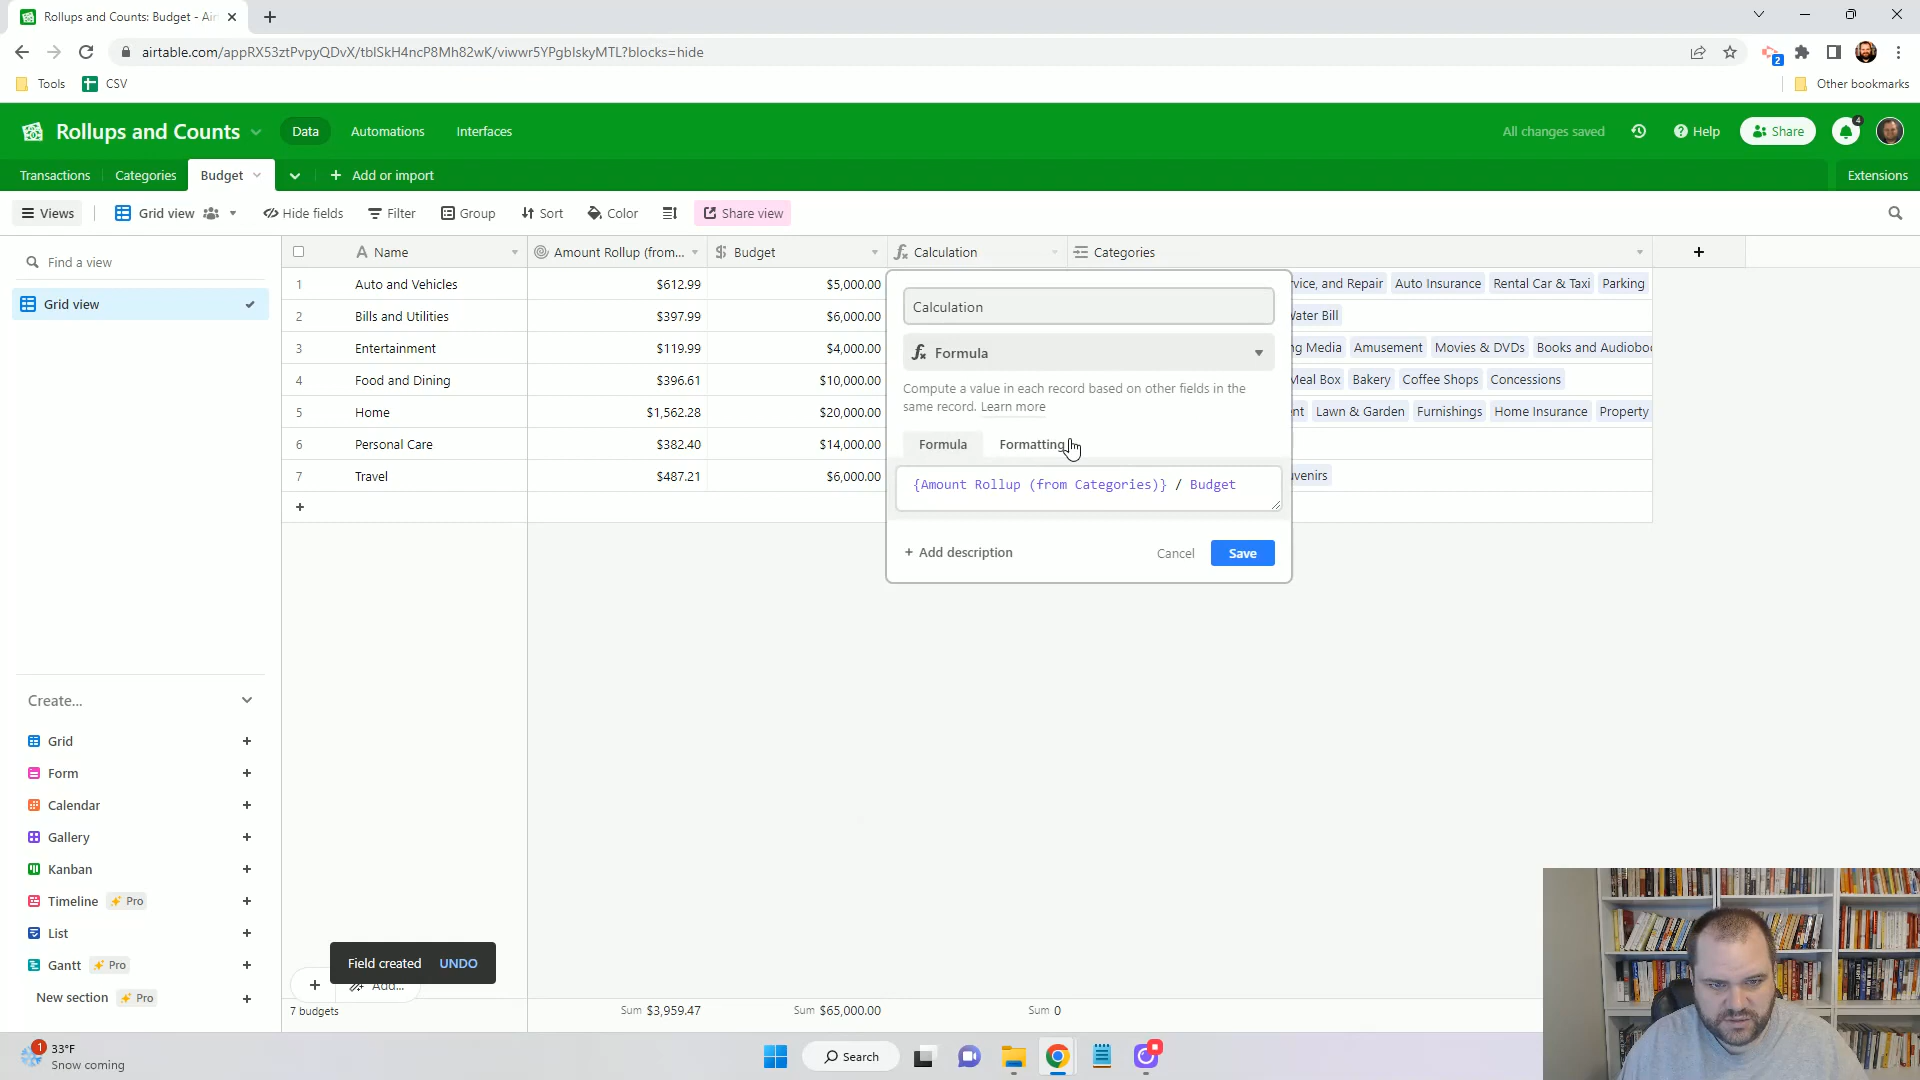 Rollups and Counts: Budget - Air
airtable.com/appRX53ztPvpyQDvX/tblSkH4ncP8Mh82wK/viwwr5YPgblskyMTL?blocks=hide
2
Tools
CSV
Other bookmarks
Rollups and Counts
Data
Automations
Interfaces
All changes saved
Help
Share
4
Transactions
Categories
Budget
Add or import
Extensions
Views
Grid view
Hide fields
Filter
Group
Sort
Color
Share view
Find a view
Name
Amount Rollup (from...
Budget
Calculation
Categories
Grid view
1 Auto and Vehicles $612.99 $5,000.00 vice, and Repair Auto Insurance Rental Car & Taxi Parking
2 Bills and Utilities $397.99 $6,000.00 Water Bill
3 Entertainment $119.99 $4,000.00 ng Media Amusement Movies & DVDs Books and Audioboo
4 Food and Dining $396.61 $10,000.00 Meal Box Bakery Coffee Shops Concessions
5 Home $1,562.28 $20,000.00 ent Lawn & Garden Furnishings Home Insurance Property
6 Personal Care $382.40 $14,000.00
7 Travel $487.21 $6,000.00 uvenirs
Calculation
Formula
Compute a value in each record based on other fields in the
same record. Learn more
Formula
Formatting
{Amount Rollup (from Categories)} / Budget
+ Add description
Cancel
Save
Create...
Grid
Form
Calendar
Gallery
Kanban
Timeline Pro
List
Gantt Pro
New section Pro
Field created UNDO
Add...
7 budgets
Sum $3,959.47
Sum $65,000.00
Sum 0
1
33°F
Snow coming
Search